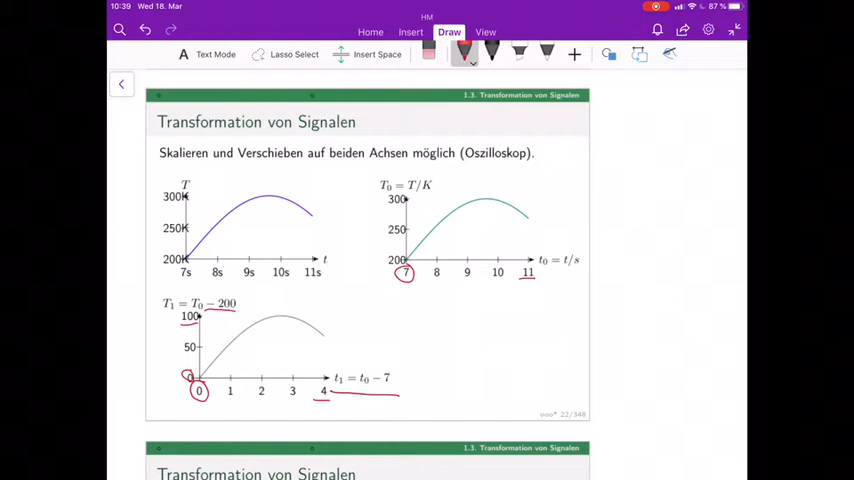 10:39 Wed 18. Mar
87 %
HM
Home Insert Draw View
A Text Mode Lasso Select Insert Space
1.3. Transformation von Signalen
Transformation von Signalen
Skalieren und Verschieben auf beiden Achsen möglich (Oszilloskop).
T
300K
250K
200K
7s 8s 9s 10s 11s
t
T₀ = T/K
300
250
200
7 8 9 10 11
t₀ = t/s
T₁ = T₀ − 200
100
50
0
0 1 2 3 4
t₁ = t₀ − 7
ooo* 22/348
1.3. Transformation von Signalen
Transformation von Signalen